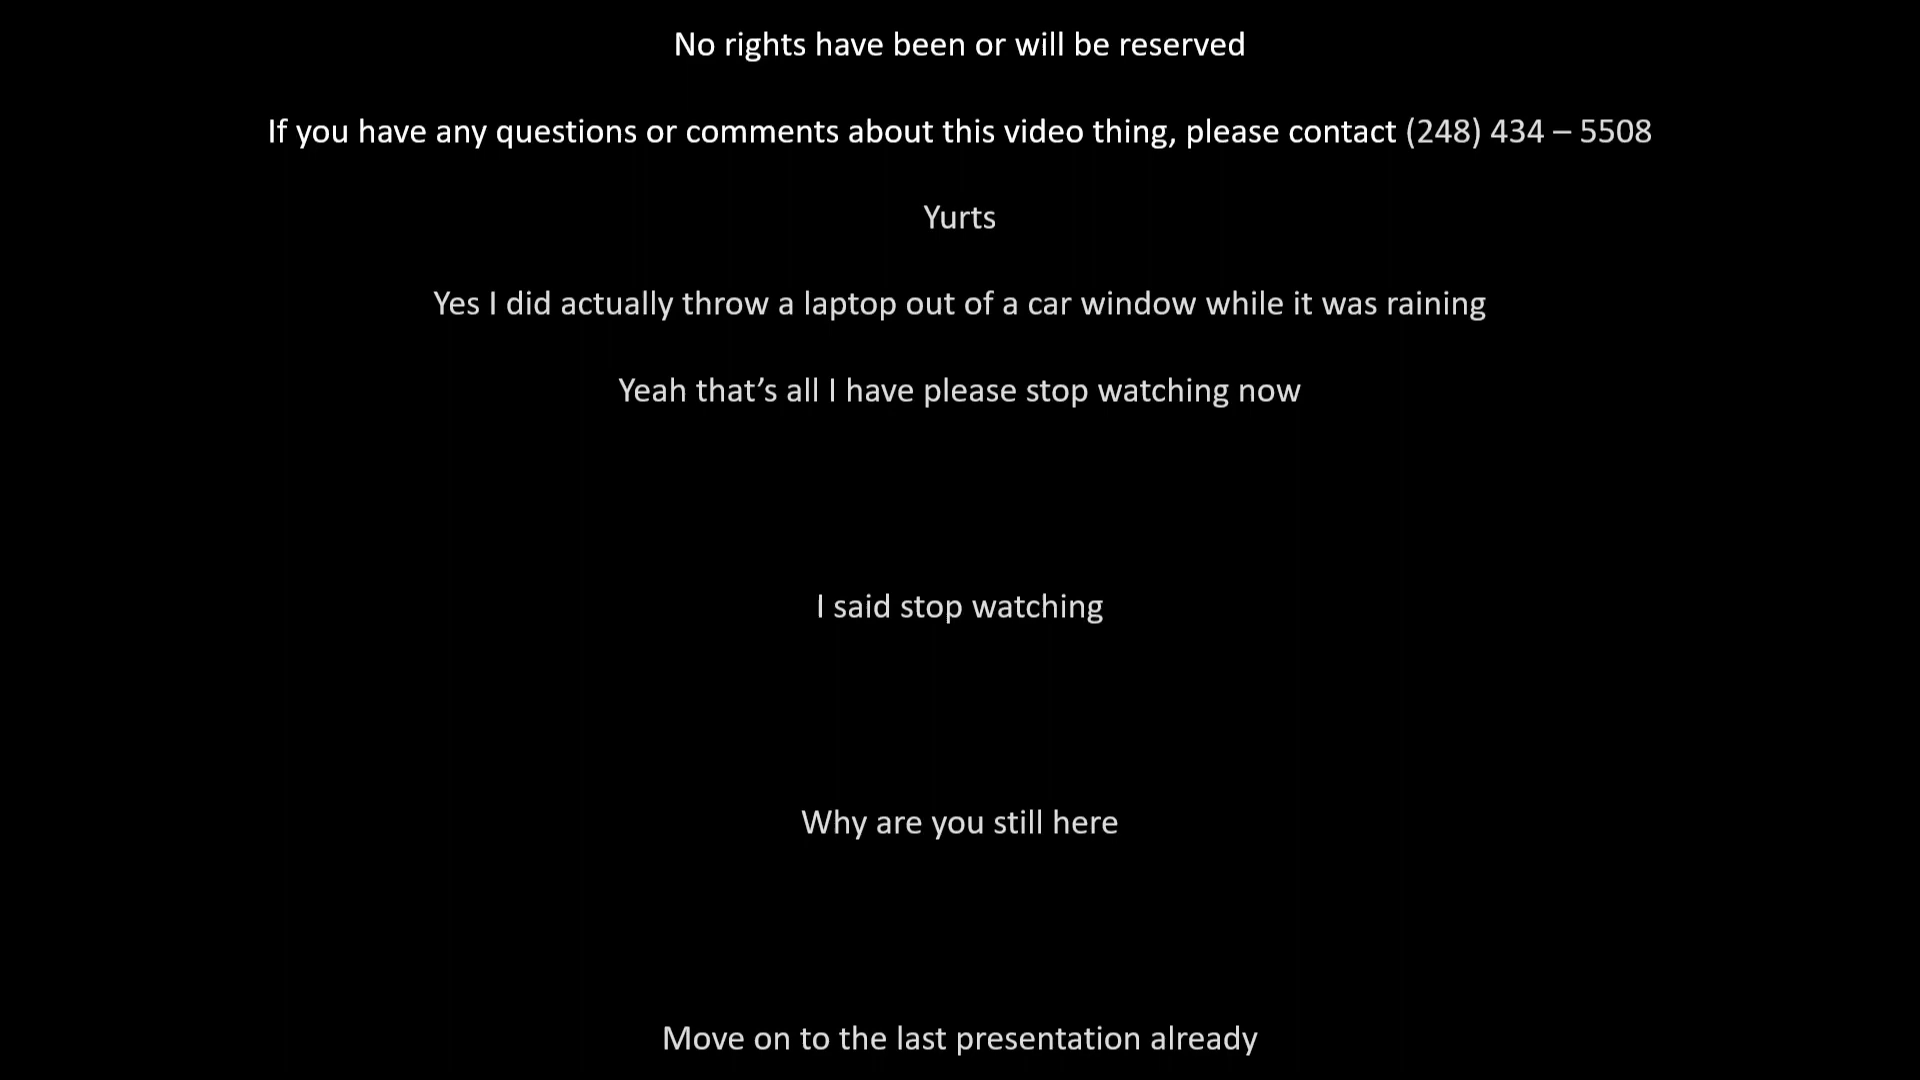 No rights have been or will be reserved
If you have any questions or comments about this video thing, please contact (248) 434 – 5508
Yurts
Yes I did actually throw a laptop out of a car window while it was raining
Yeah that’s all I have please stop watching now
I said stop watching
Why are you still here
Move on to the last presentation already